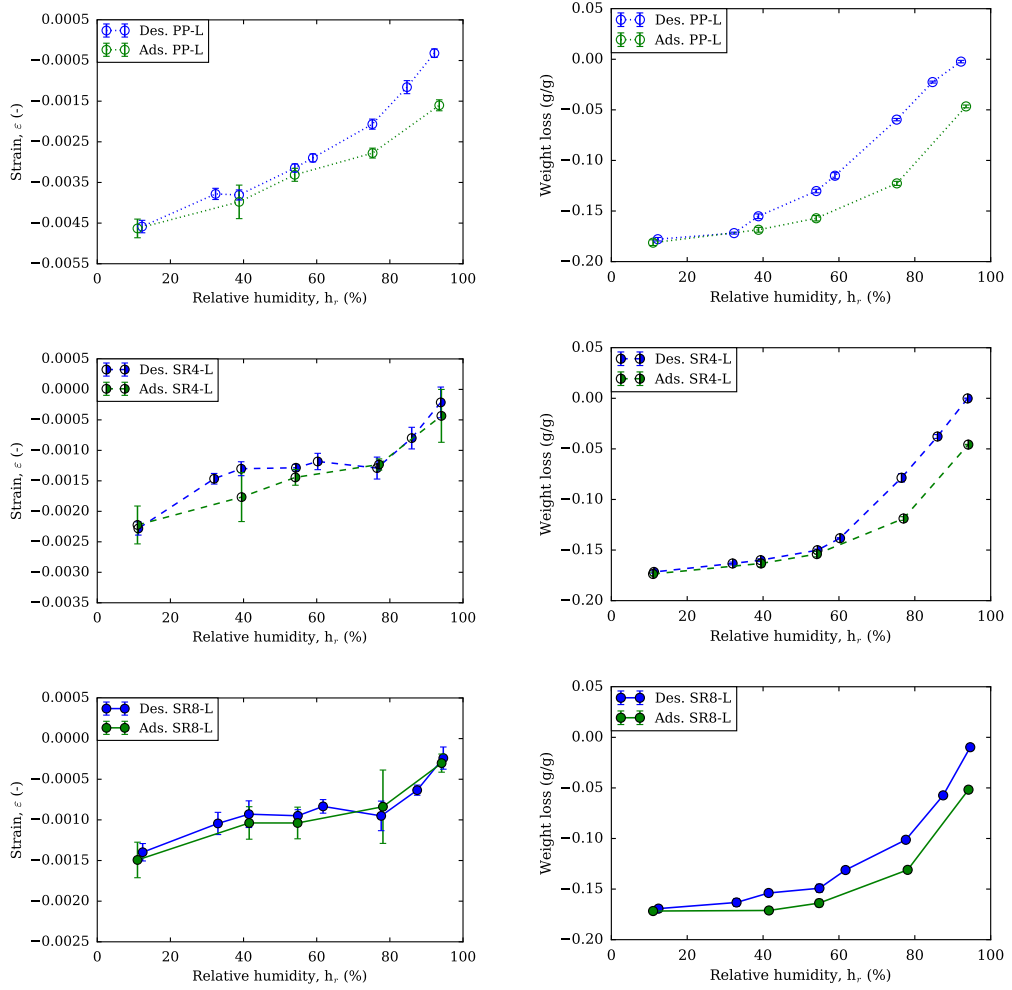 0.0005
−0.0005
−0.0015
−0.0025
−0.0035
−0.0045
−0.0055
Strain, ε (-)
Des. PP-L
Ads. PP-L
0 20 40 60 80 100
Relative humidity, hᵣ (%)
0.05
0.00
−0.05
−0.10
−0.15
−0.20
Weight loss (g/g)
Des. PP-L
Ads. PP-L
0 20 40 60 80 100
Relative humidity, hᵣ (%)
0.0005
0.0000
−0.0005
−0.0010
−0.0015
−0.0020
−0.0025
−0.0030
−0.0035
Strain, ε (-)
Des. SR4-L
Ads. SR4-L
0 20 40 60 80 100
Relative humidity, hᵣ (%)
0.05
0.00
−0.05
−0.10
−0.15
−0.20
Weight loss (g/g)
Des. SR4-L
Ads. SR4-L
0 20 40 60 80 100
Relative humidity, hᵣ (%)
0.0005
0.0000
−0.0005
−0.0010
−0.0015
−0.0020
−0.0025
Strain, ε (-)
Des. SR8-L
Ads. SR8-L
0 20 40 60 80 100
Relative humidity, hᵣ (%)
0.05
0.00
−0.05
−0.10
−0.15
−0.20
Weight loss (g/g)
Des. SR8-L
Ads. SR8-L
0 20 40 60 80 100
Relative humidity, hᵣ (%)